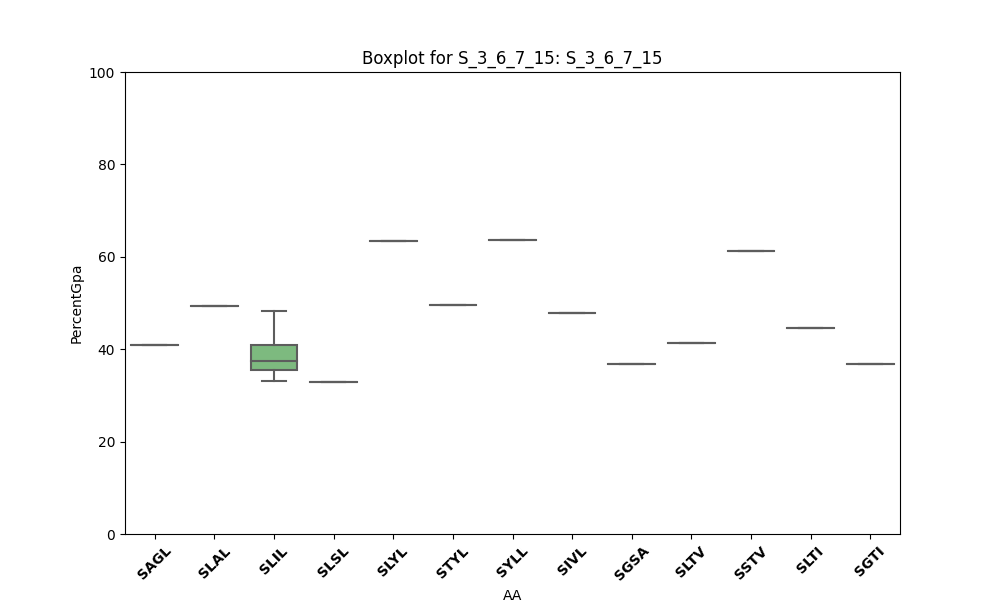 Boxplot for S_3_6_7_15: S_3_6_7_15
100
80
60
40
20
0
PercentGpa
SAGL
SLAL
SLIL
SLSL
SLYL
STYL
SYLL
SIVL
SGSA
SLTV
SSTV
SLTI
SGTI
AA